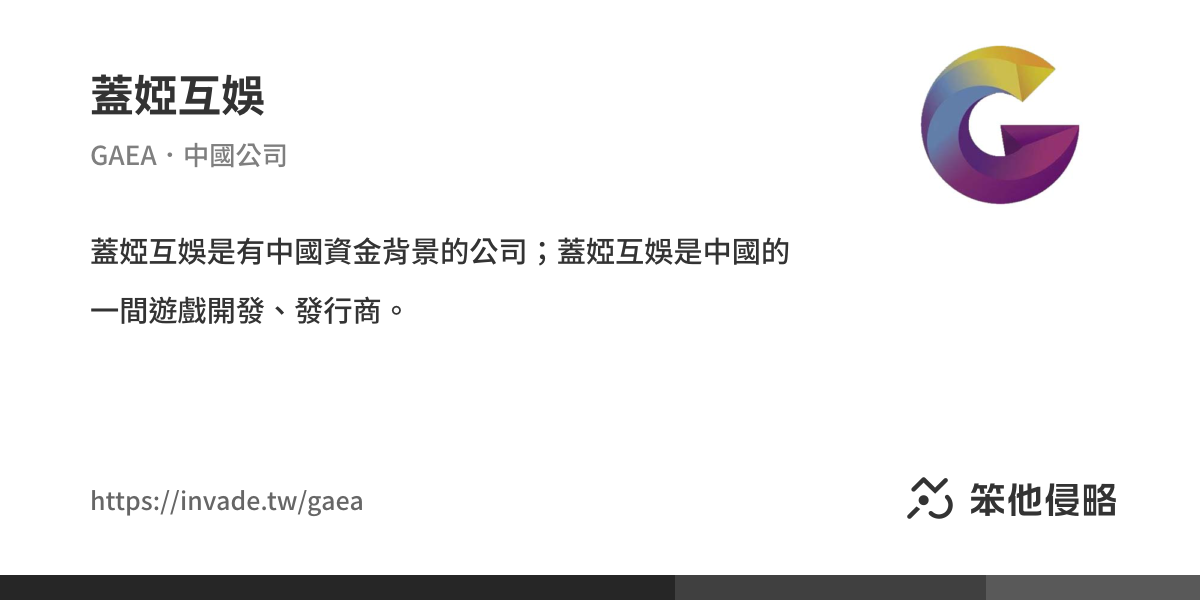 蓋婭互娛
GAEA・中國公司
蓋婭互娛是有中國資金背景的公司；蓋婭互娛是中國的
一間遊戲開發、發行商。
https://invade.tw/gaea
笨他侵略